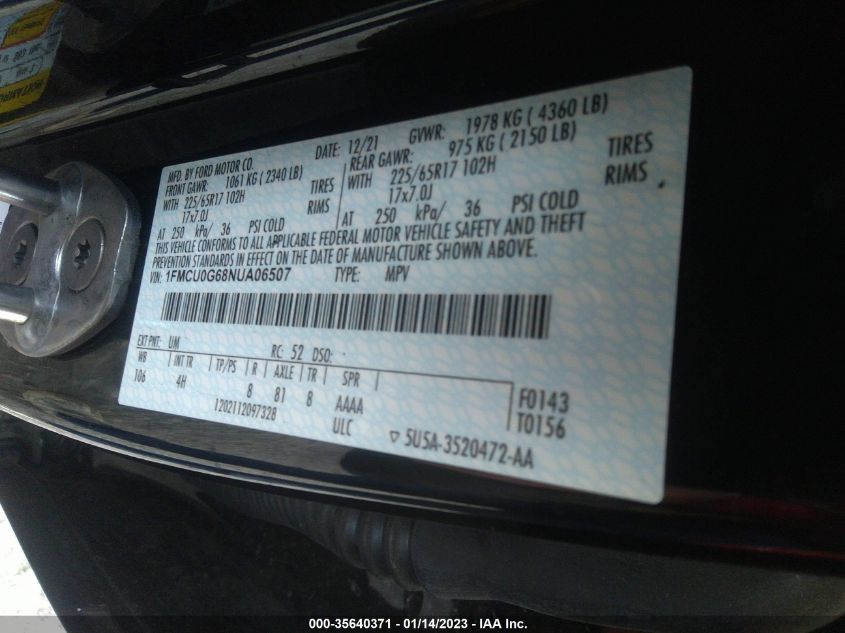 MFD. BY FORD MOTOR CO. DATE: 12/21 GVWR: 1978 KG ( 4360 LB)
FRONT GAWR: 1061 KG ( 2340 LB) REAR GAWR: 975 KG ( 2150 LB)
WITH 225/65R17 102H TIRES WITH 225/65R17 102H TIRES
17x7.0J RIMS 17x7.0J RIMS
AT 250 kPa/ 36 PSI COLD AT 250 kPa/ 36 PSI COLD
THIS VEHICLE CONFORMS TO ALL APPLICABLE FEDERAL MOTOR VEHICLE SAFETY AND THEFT
PREVENTION STANDARDS IN EFFECT ON THE DATE OF MANUFACTURE SHOWN ABOVE.
VIN: 1FMCU0G68NUA06507 TYPE: MPV
EXT PNT: UM RC: 52 DSO:
WB INT TR TP/PS R AXLE TR SPR
106 4H 8 81 8 AAAA F0143
1202112097328 ULC T0156
5U5A-3520472-AA
000-35640371 - 01/14/2023 - IAA Inc.